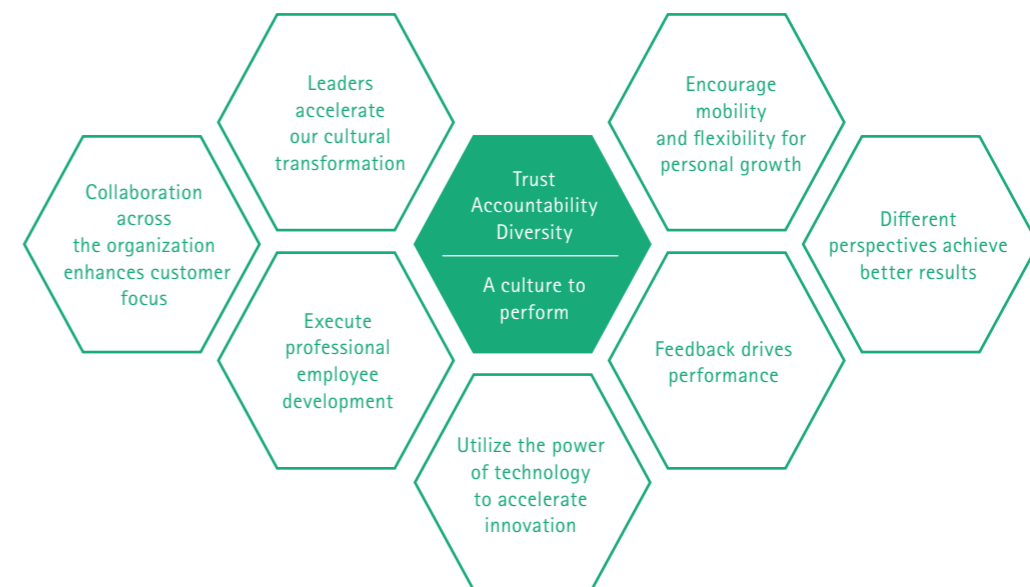 Leaders
accelerate
our cultural
transformation
Encourage
mobility
and flexibility for
personal growth
Collaboration
across
the organization
enhances customer
focus
Trust
Accountability
Diversity
A culture to
perform
Different
perspectives achieve
better results
Execute
professional
employee
development
Feedback drives
performance
Utilize the power
of technology
to accelerate
innovation